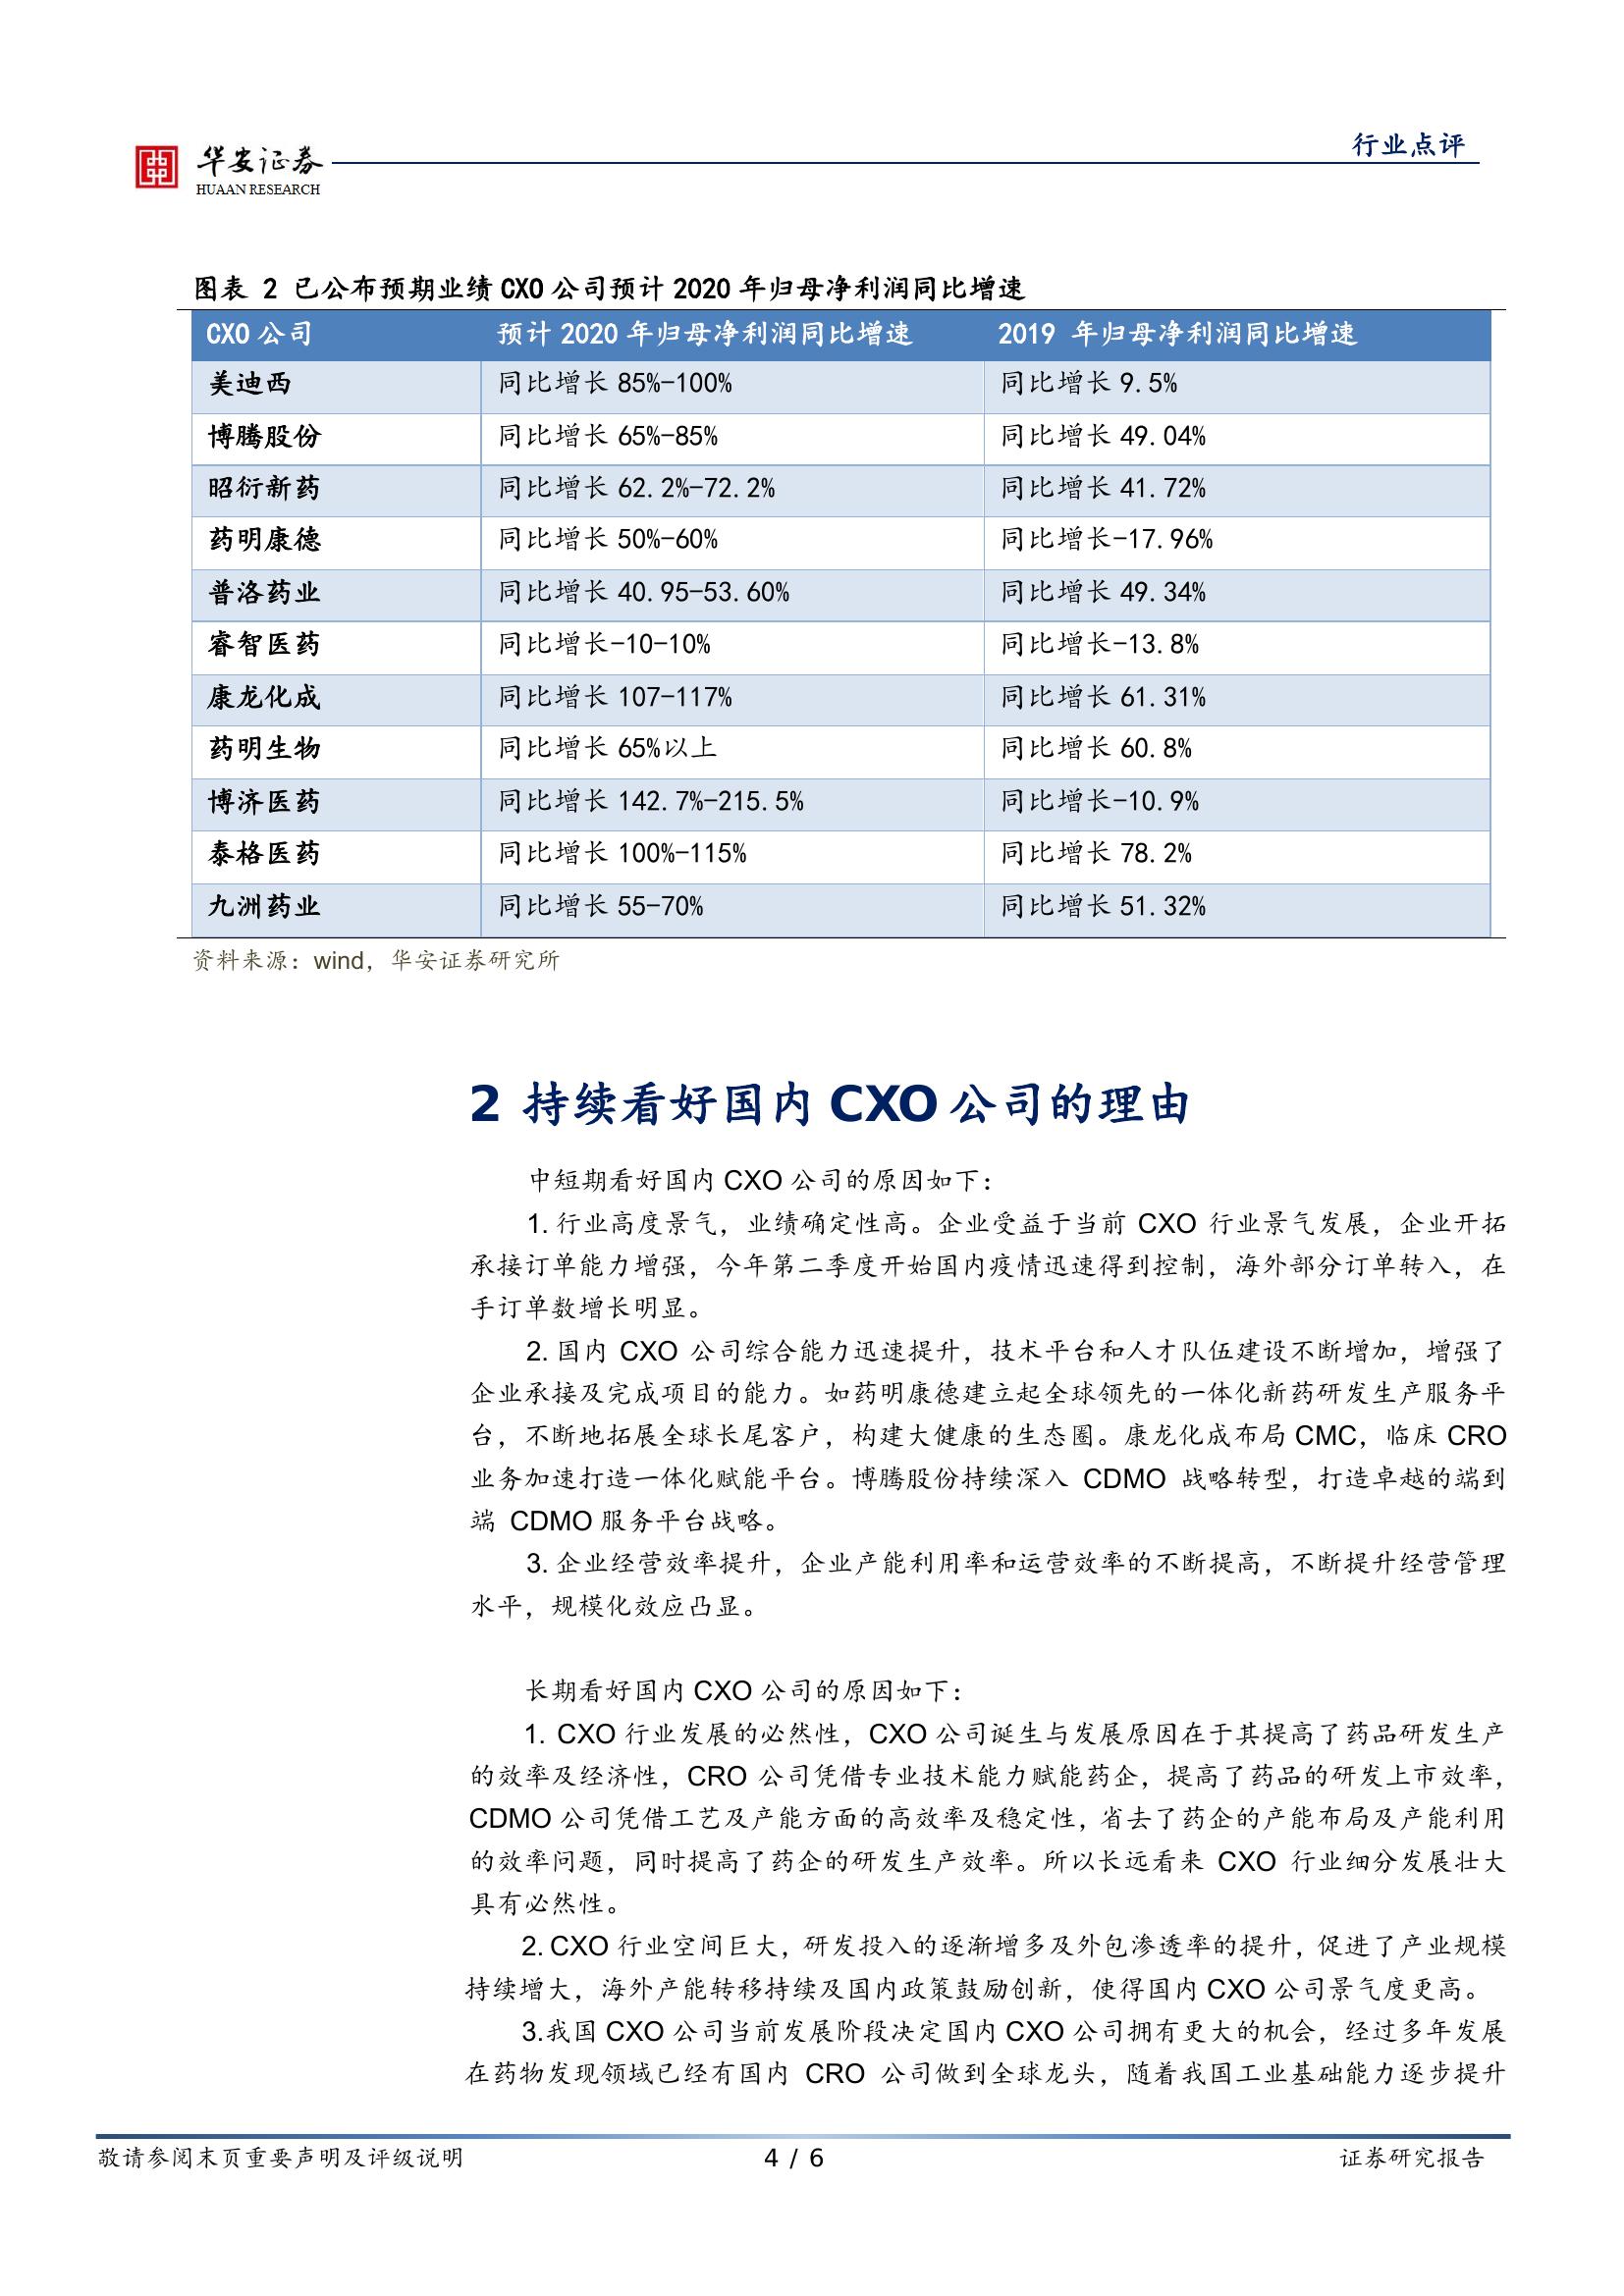 华安证券
HUAAN RESEARCH
行业点评
图表 2 已公布预期业绩 CXO 公司预计 2020 年归母净利润同比增速
CXO 公司 预计 2020 年归母净利润同比增速 2019 年归母净利润同比增速
美迪西 同比增长 85%-100% 同比增长 9.5%
博腾股份 同比增长 65%-85% 同比增长 49.04%
昭衍新药 同比增长 62.2%-72.2% 同比增长 41.72%
药明康德 同比增长 50%-60% 同比增长-17.96%
普洛药业 同比增长 40.95-53.60% 同比增长 49.34%
睿智医药 同比增长-10-10% 同比增长-13.8%
康龙化成 同比增长 107-117% 同比增长 61.31%
药明生物 同比增长 65%以上 同比增长 60.8%
博济医药 同比增长 142.7%-215.5% 同比增长-10.9%
泰格医药 同比增长 100%-115% 同比增长 78.2%
九洲药业 同比增长 55-70% 同比增长 51.32%
资料来源：wind，华安证券研究所
2 持续看好国内 CXO 公司的理由
中短期看好国内 CXO 公司的原因如下：
1. 行业高度景气，业绩确定性高。企业受益于当前 CXO 行业景气发展，企业开拓
承接订单能力增强，今年第二季度开始国内疫情迅速得到控制，海外部分订单转入，在
手订单数增长明显。
2. 国内 CXO 公司综合能力迅速提升，技术平台和人才队伍建设不断增加，增强了
企业承接及完成项目的能力。如药明康德建立起全球领先的一体化新药研发生产服务平
台，不断地拓展全球长尾客户，构建大健康的生态圈。康龙化成布局 CMC，临床 CRO
业务加速打造一体化赋能平台。博腾股份持续深入 CDMO 战略转型，打造卓越的端到
端 CDMO 服务平台战略。
3. 企业经营效率提升，企业产能利用率和运营效率的不断提高，不断提升经营管理
水平，规模化效应凸显。
长期看好国内 CXO 公司的原因如下：
1. CXO 行业发展的必然性，CXO 公司诞生与发展原因在于其提高了药品研发生产
的效率及经济性，CRO 公司凭借专业技术能力赋能药企，提高了药品的研发上市效率，
CDMO 公司凭借工艺及产能方面的高效率及稳定性，省去了药企的产能布局及产能利用
的效率问题，同时提高了药企的研发生产效率。所以长远看来 CXO 行业细分发展壮大
具有必然性。
2. CXO 行业空间巨大，研发投入的逐渐增多及外包渗透率的提升，促进了产业规模
持续增大，海外产能转移持续及国内政策鼓励创新，使得国内 CXO 公司景气度更高。
3.我国 CXO 公司当前发展阶段决定国内 CXO 公司拥有更大的机会，经过多年发展
在药物发现领域已经有国内 CRO 公司做到全球龙头，随着我国工业基础能力逐步提升
敬请参阅末页重要声明及评级说明 4 / 6 证券研究报告